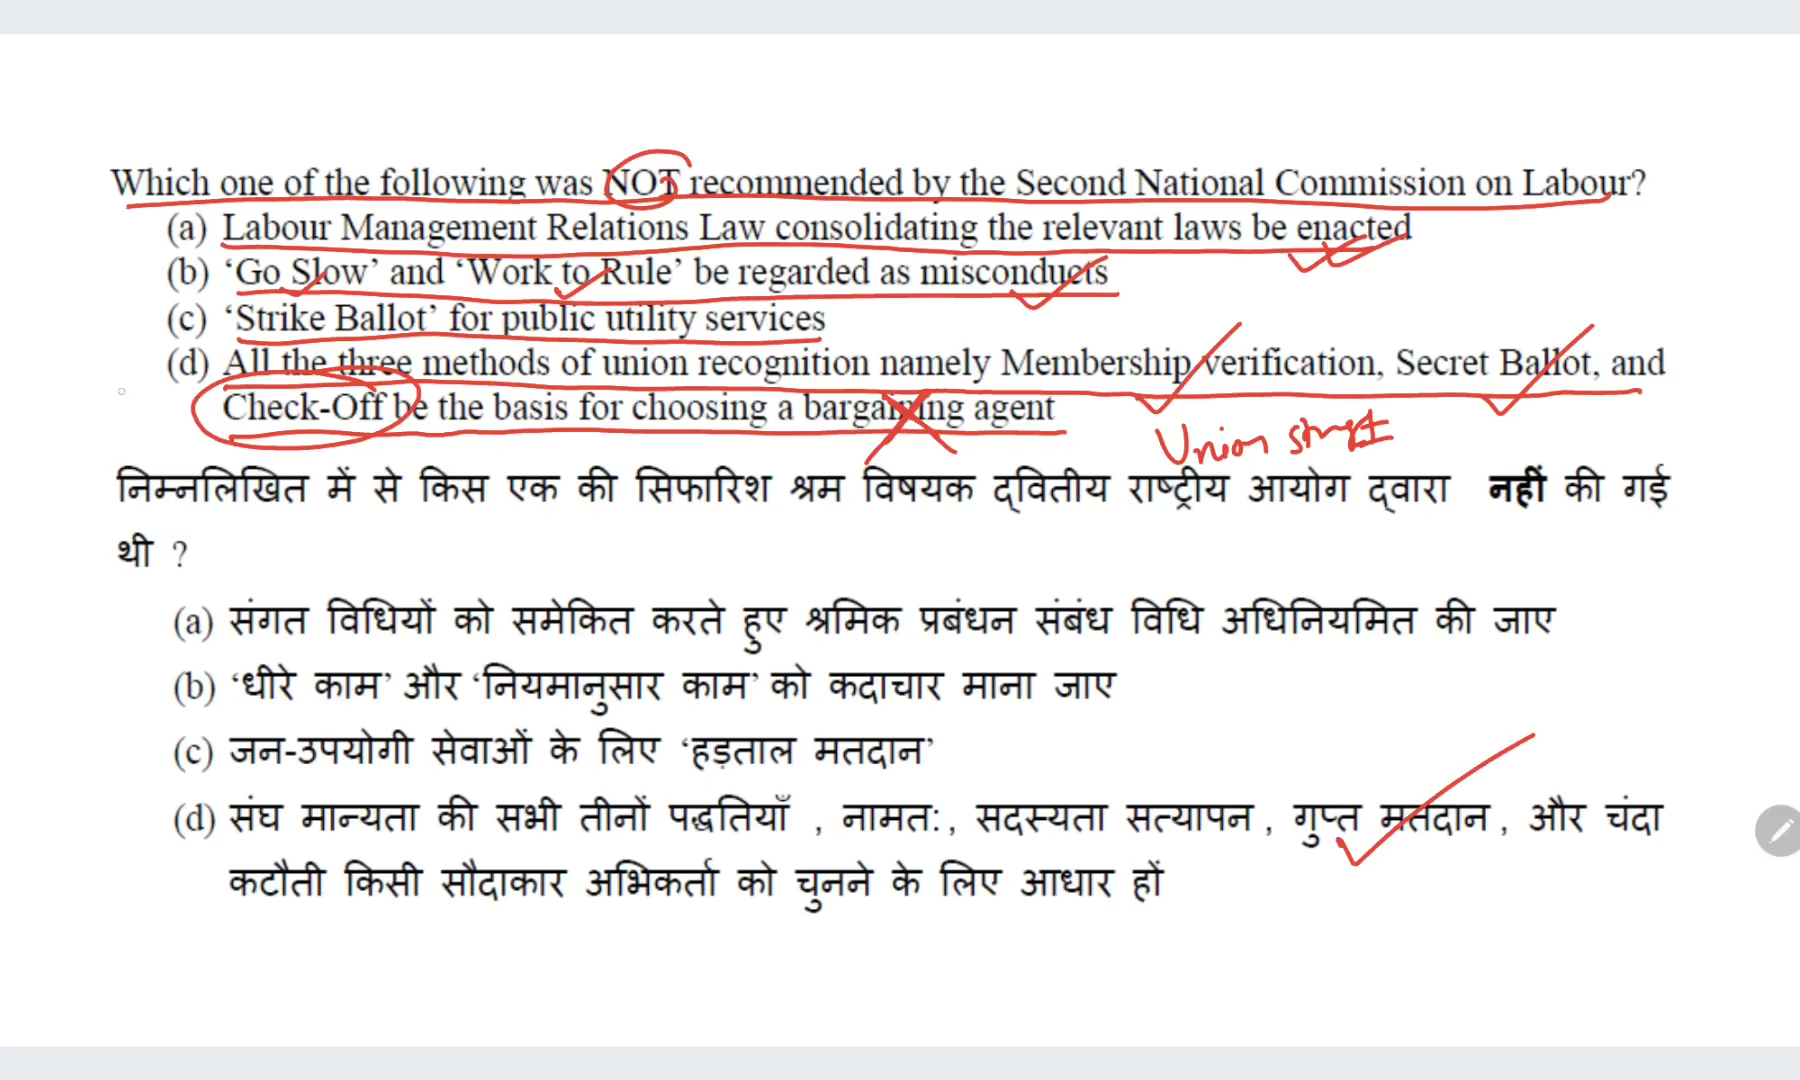 Which one of the following was NOT recommended by the Second National Commission on Labour?
(a) Labour Management Relations Law consolidating the relevant laws be enacted
(b) ‘Go Slow’ and ‘Work to Rule’ be regarded as misconducts
(c) ‘Strike Ballot’ for public utility services
(d) All the three methods of union recognition namely Membership verification, Secret Ballot, and
Check-Off be the basis for choosing a bargaining agent
Union
निम्नलिखित में से किस एक की सिफारिश श्रम विषयक द्वितीय राष्ट्रीय आयोग द्वारा नहीं की गई
थी ?
(a) संगत विधियों को समेकित करते हुए श्रमिक प्रबंधन संबंध विधि अधिनियमित की जाए
(b) ‘धीरे काम’ और ‘नियमानुसार काम’ को कदाचार माना जाए
(c) जन-उपयोगी सेवाओं के लिए ‘हड़ताल मतदान’
(d) संघ मान्यता की सभी तीनों पद्धतियाँ , नामत: , सदस्यता सत्यापन , गुप्त मतदान , और चंदा
कटौती किसी सौदाकार अभिकर्ता को चुनने के लिए आधार हों